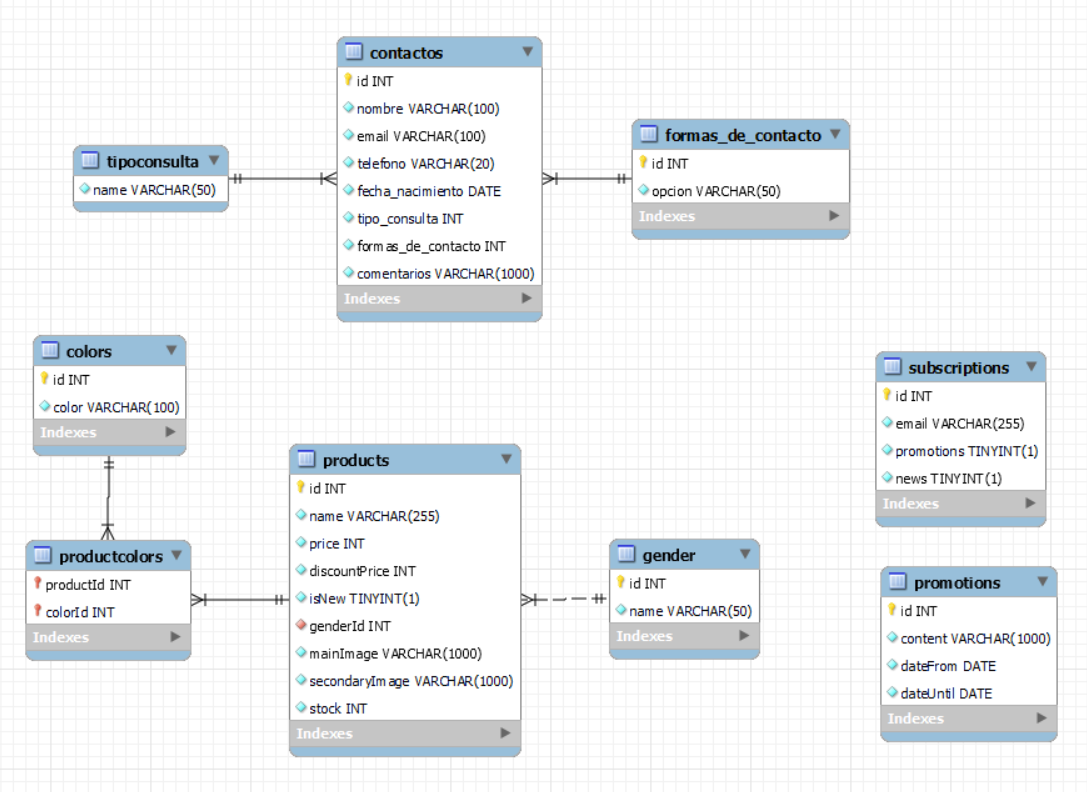 contactos
id INT
nombre VARCHAR(100)
email VARCHAR(100)
telefono VARCHAR(20)
fecha_nacimiento DATE
tipo_consulta INT
formas_de_contacto INT
comentarios VARCHAR(1000)
Indexes
tipoconsulta
name VARCHAR(50)
formas_de_contacto
id INT
opcion VARCHAR(50)
Indexes
colors
id INT
color VARCHAR(100)
Indexes
productcolors
productId INT
colorId INT
Indexes
products
id INT
name VARCHAR(255)
price INT
discountPrice INT
isNew TINYINT(1)
genderId INT
mainImage VARCHAR(1000)
secondaryImage VARCHAR(1000)
stock INT
Indexes
gender
id INT
name VARCHAR(50)
Indexes
subscriptions
id INT
email VARCHAR(255)
promotions TINYINT(1)
news TINYINT(1)
Indexes
promotions
id INT
content VARCHAR(1000)
dateFrom DATE
dateUntil DATE
Indexes